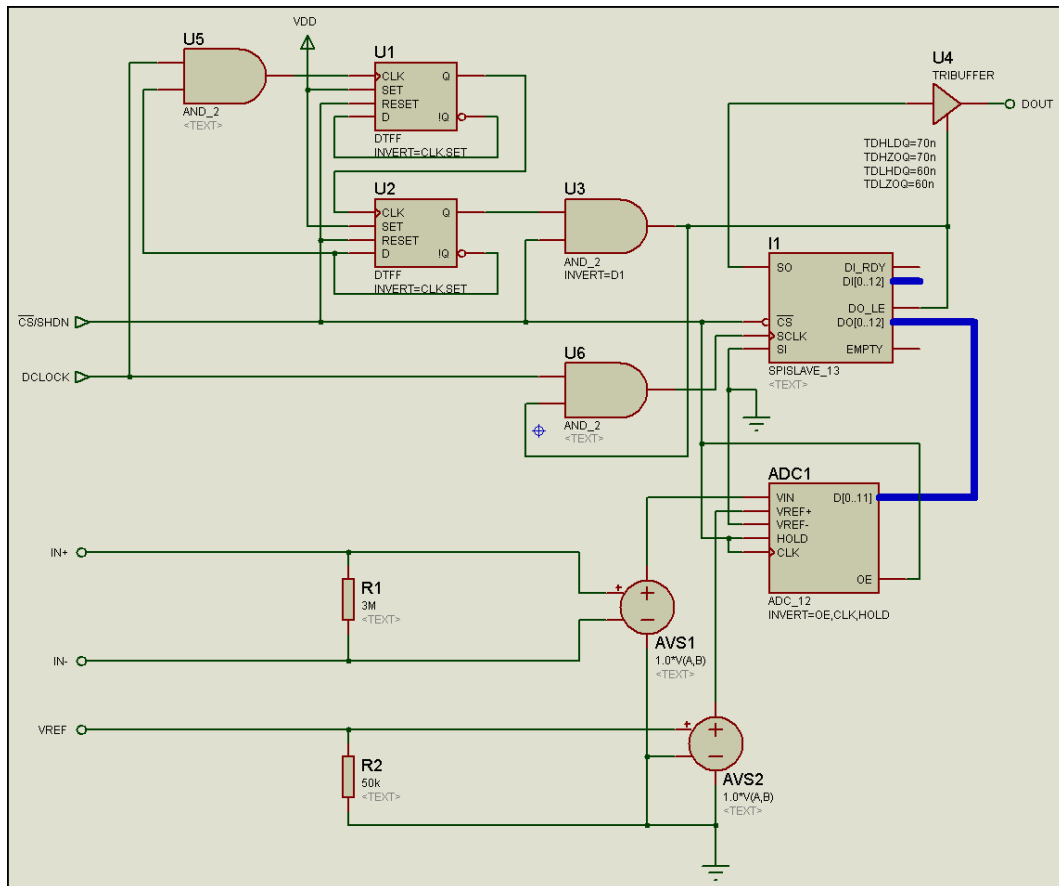 VDD
U5
AND_2
<TEXT>
U1
CLK
SET
RESET
D
Q
!Q
DTFF
INVERT=CLK,SET
U4
TRIBUFFER
DOUT
TDHLDQ=70n
TDHZOQ=70n
TDLHDQ=60n
TDLZOQ=60n
U2
CLK
SET
RESET
D
Q
!Q
DTFF
INVERT=CLK,SET
U3
AND_2
INVERT=D1
I1
SO
CS
SCLK
SI
DI_RDY
DI[0..12]
DO_LE
DO[0..12]
EMPTY
SPISLAVE_13
<TEXT>
CS/SHDN
DCLOCK
U6
AND_2
<TEXT>
ADC1
VIN
VREF+
VREF-
HOLD
CLK
D[0..11]
OE
ADC_12
INVERT=OE,CLK,HOLD
IN+
R1
3M
<TEXT>
IN-
+
+
−
AVS1
1.0*V(A,B)
<TEXT>
VREF
R2
50k
<TEXT>
+
+
−
AVS2
1.0*V(A,B)
<TEXT>